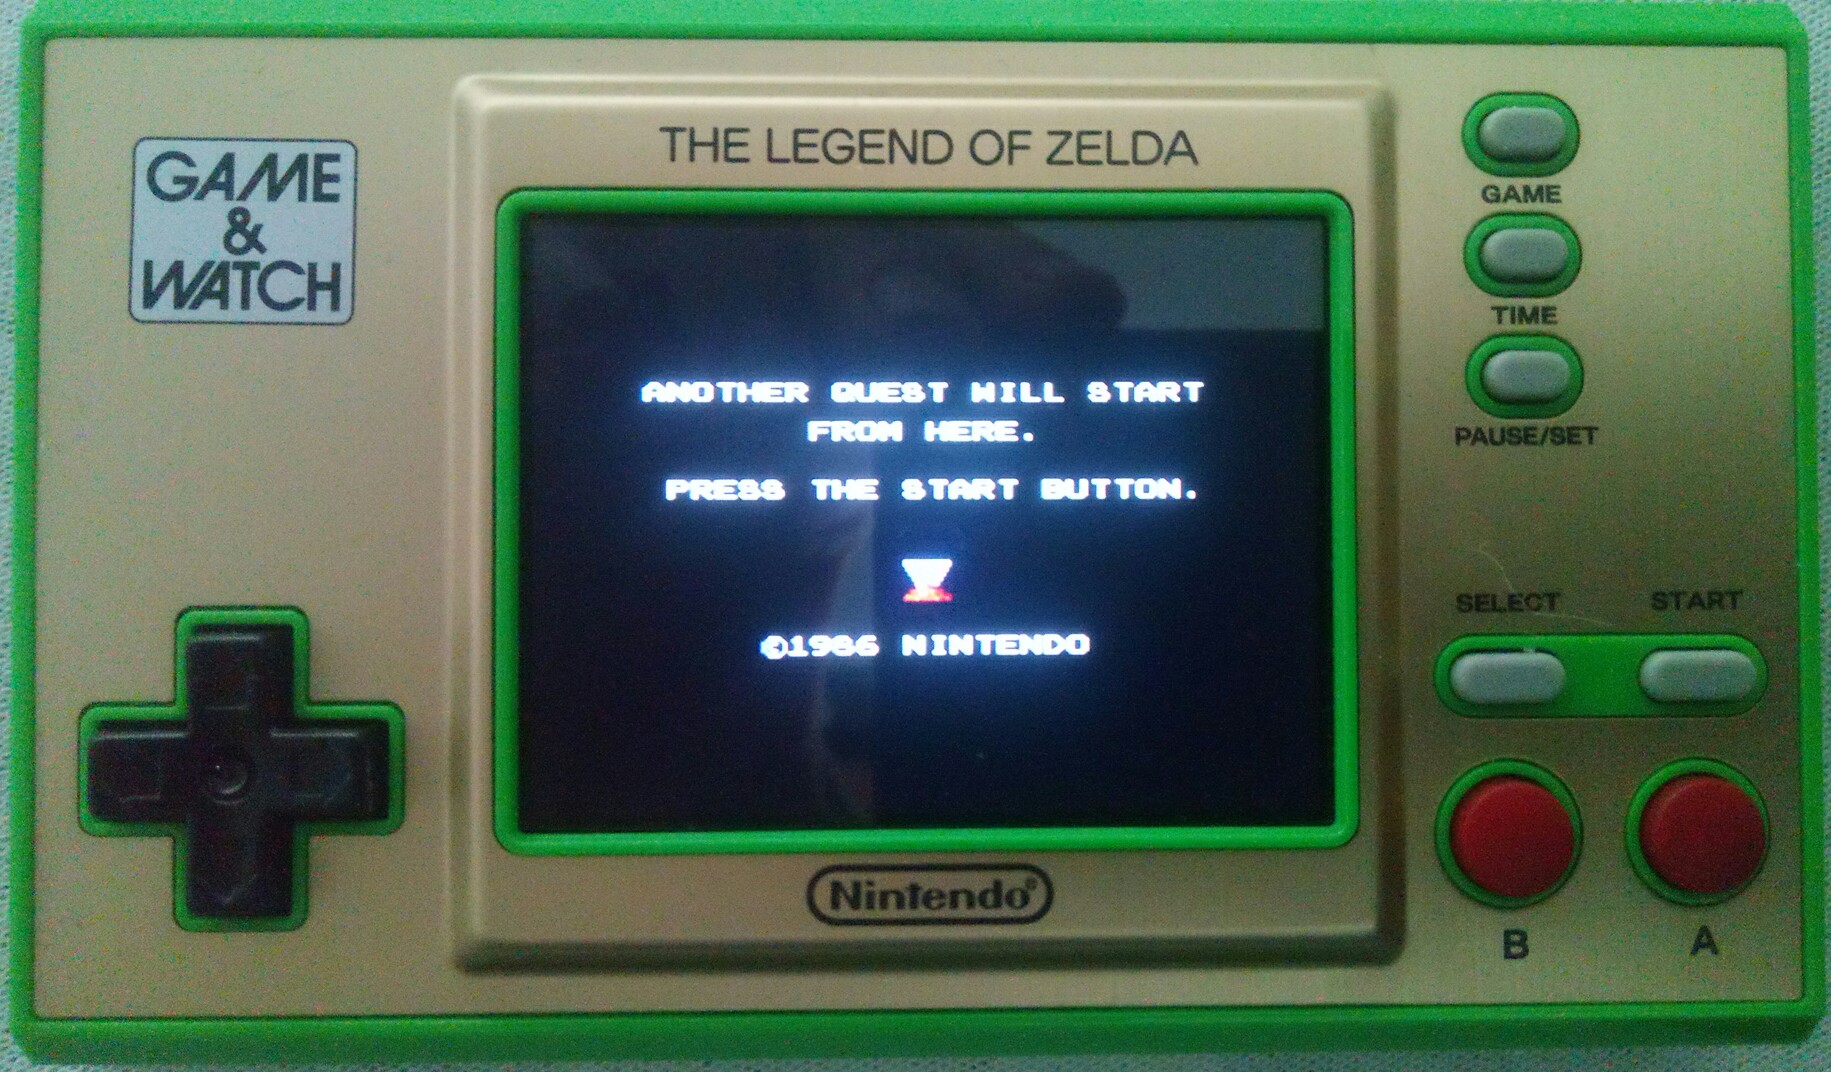 THE LEGEND OF ZELDA
GAME
&
WATCH
ANOTHER QUEST WILL START
FROM HERE.
PRESS THE START BUTTON.
©1986 NINTENDO
Nintendo®
GAME
TIME
PAUSE/SET
SELECT START
B A